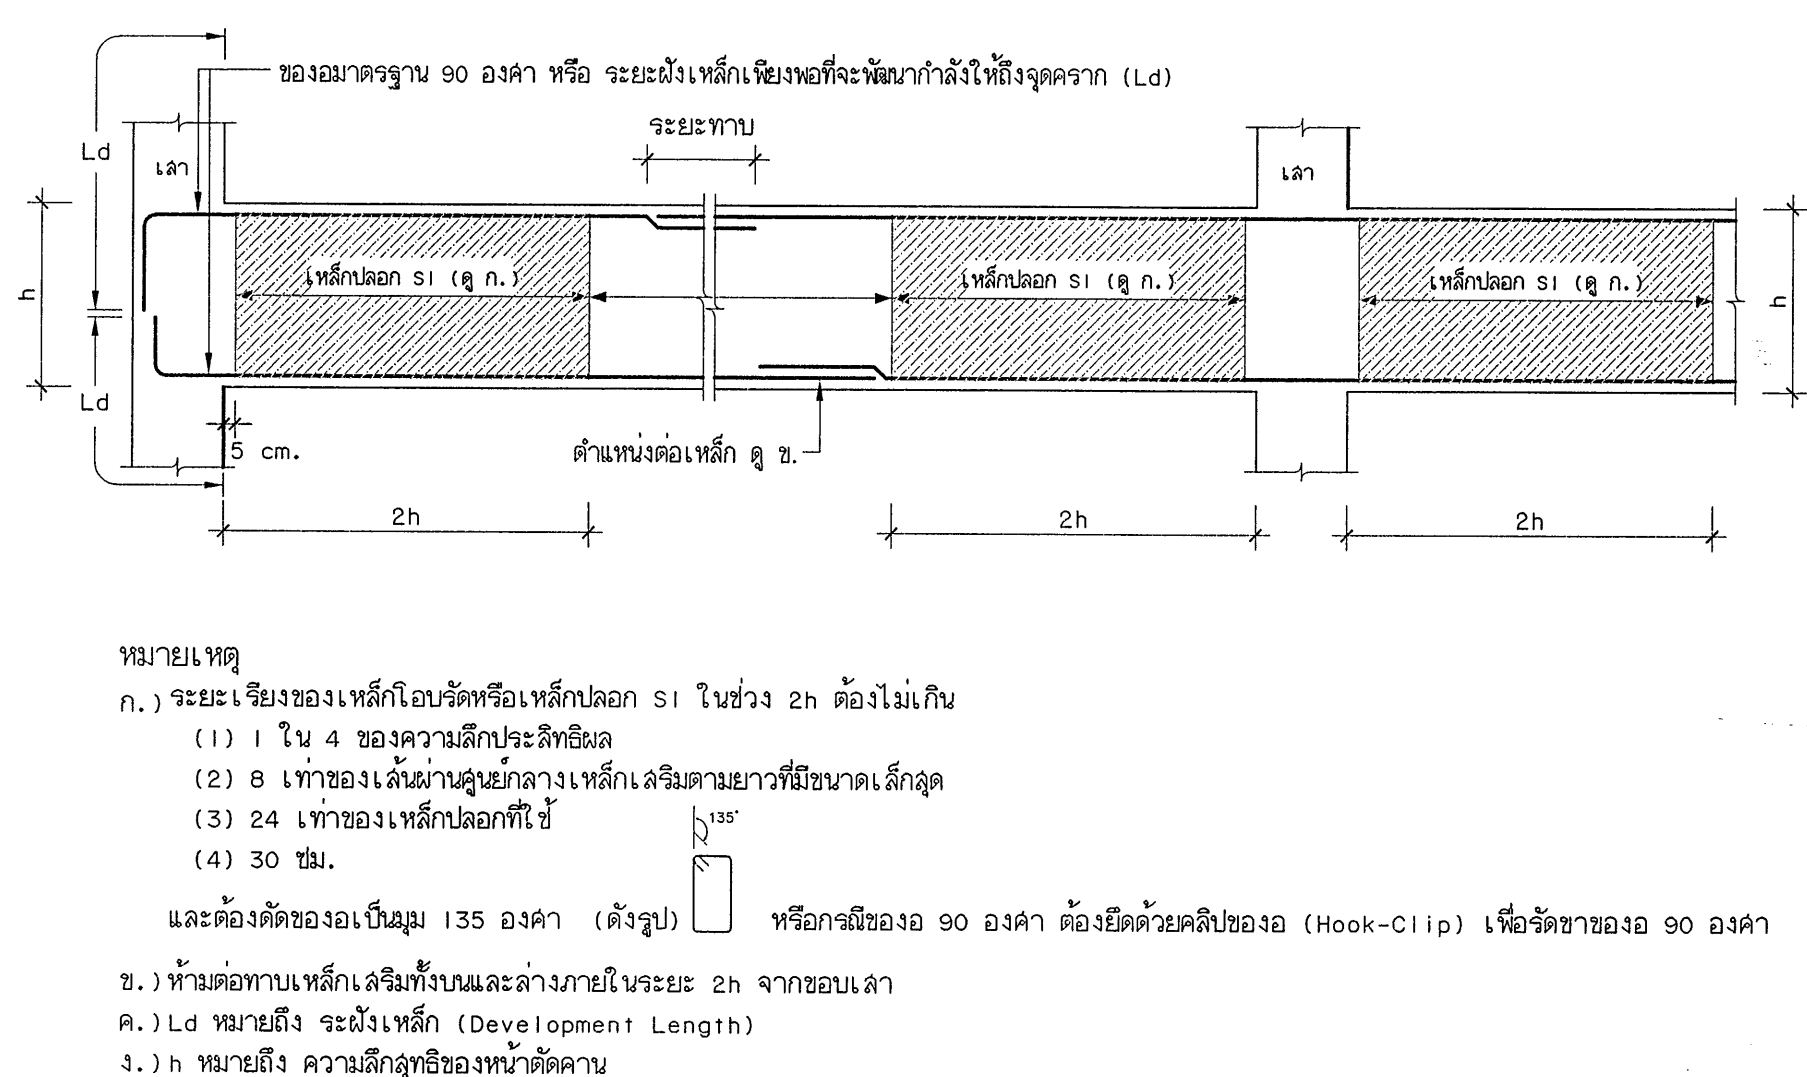 ของอมาตรฐาน 90 องศา หรือ ระยะฝังเหล็กเพียงพอที่จะพัฒนากำลังให้ถึงจุดคราก (Ld)
ระยะทาบ
Ld
เสา
เสา
h
เหล็กปลอก S1 (ดู ก.)
เหล็กปลอก S1 (ดู ก.)
เหล็กปลอก S1 (ดู ก.)
h
Ld
5 cm.
ตำแหน่งต่อเหล็ก ดู ข.
2h
2h
2h
หมายเหตุ
ก.) ระยะเรียงของเหล็กโอบรัดหรือเหล็กปลอก S1 ในช่วง 2h ต้องไม่เกิน
(1) 1 ใน 4 ของความลึกประสิทธิผล
(2) 8 เท่าของเส้นผ่านศูนย์กลางเหล็กเสริมตามยาวที่มีขนาดเล็กสุด
(3) 24 เท่าของเหล็กปลอกที่ใช้
135°
(4) 30 ซม.
และต้องดัดของอเป็นมุม 135 องศา (ดังรูป) หรือกรณีของอ 90 องศา ต้องยึดด้วยคลิปของอ (Hook-Clip) เพื่อรัดขาของอ 90 องศา
ข.) ห้ามต่อทาบเหล็กเสริมทั้งบนและล่างภายในระยะ 2h จากขอบเสา
ค.) Ld หมายถึง ระฝังเหล็ก (Development Length)
ง.) h หมายถึง ความลึกสุทธิของหน้าตัดคาน